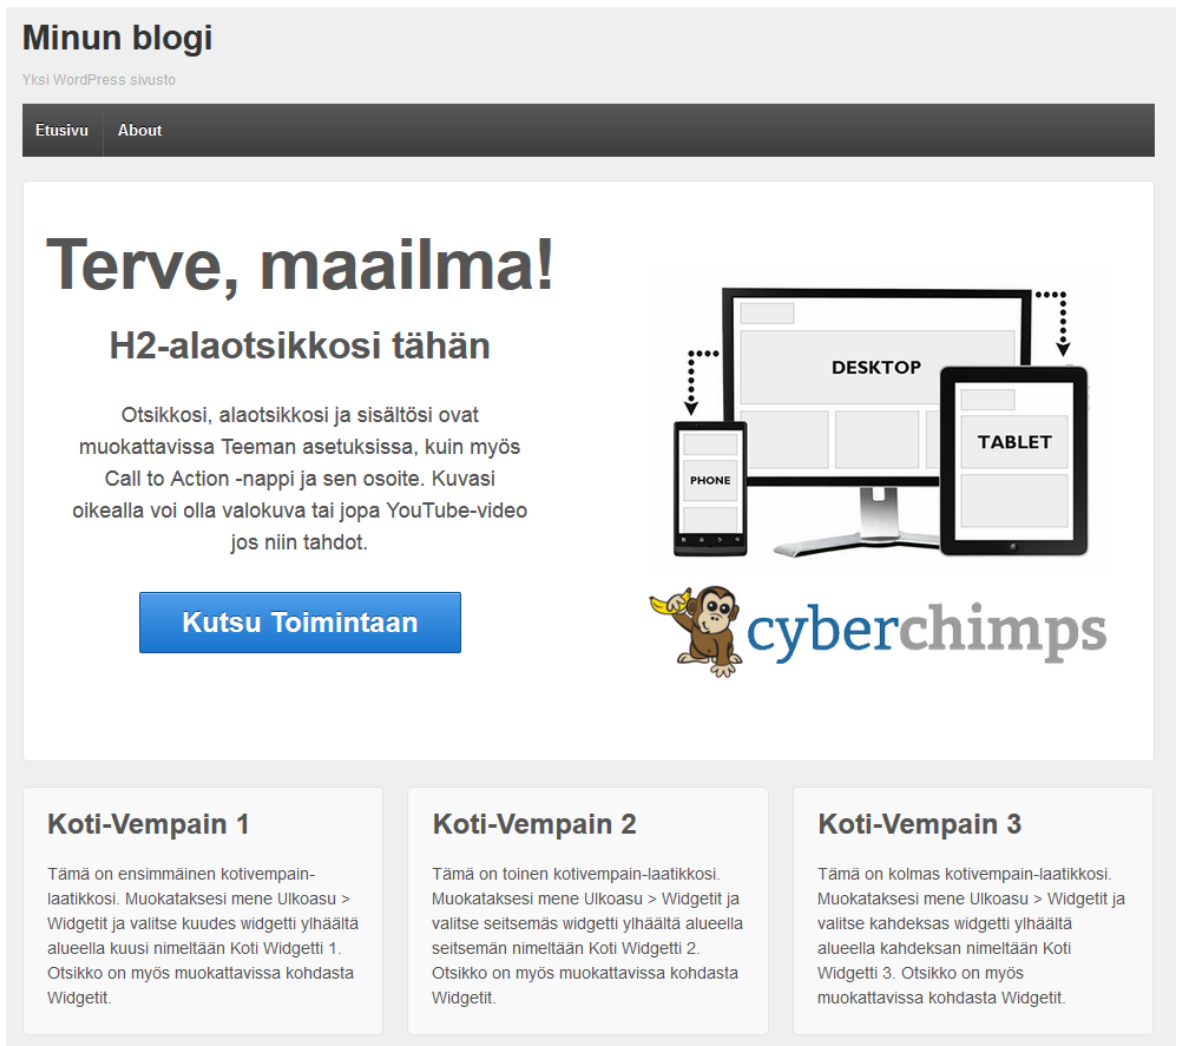 Minun blogi
Yksi WordPress sivusto
Etusivu About
Terve, maailma!
H2-alaotsikkosi tähän
Otsikkosi, alaotsikkosi ja sisältösi ovat
muokattavissa Teeman asetuksissa, kuin myös
Call to Action -nappi ja sen osoite. Kuvasi
oikealla voi olla valokuva tai jopa YouTube-video
jos niin tahdot.
Kutsu Toimintaan
DESKTOP
TABLET
PHONE
cyberchimps
Koti-Vempain 1
Tämä on ensimmäinen kotivempain-
laatikkosi. Muokataksesi mene Ulkoasu >
Widgetit ja valitse kuudes widgetti ylhäältä
alueella kuusi nimeltään Koti Widgetti 1.
Otsikko on myös muokattavissa kohdasta
Widgetit.
Koti-Vempain 2
Tämä on toinen kotivempain-laatikkosi.
Muokataksesi mene Ulkoasu > Widgetit ja
valitse seitsemäs widgetti ylhäältä alueella
seitsemän nimeltään Koti Widgetti 2.
Otsikko on myös muokattavissa kohdasta
Widgetit.
Koti-Vempain 3
Tämä on kolmas kotivempain-laatikkosi.
Muokataksesi mene Ulkoasu > Widgetit ja
valitse kahdeksas widgetti ylhäältä
alueella kahdeksan nimeltään Koti
Widgetti 3. Otsikko on myös
muokattavissa kohdasta Widgetit.